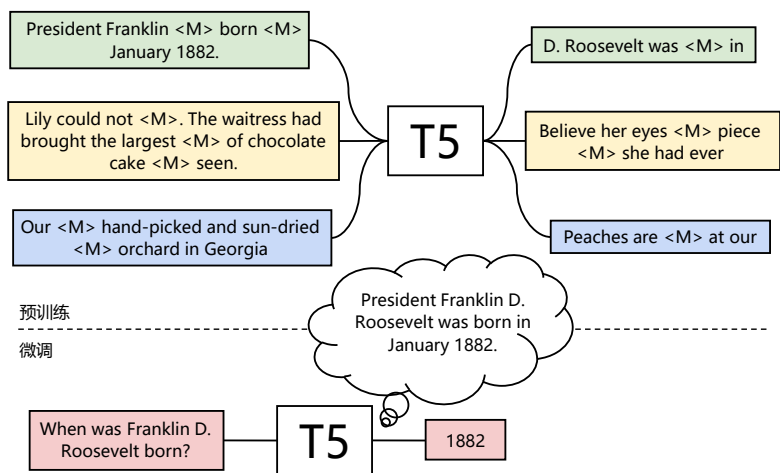 President Franklin <M> born <M>
January 1882.
D. Roosevelt was <M> in
Lily could not <M>. The waitress had
brought the largest <M> of chocolate
cake <M> seen.
T5
Believe her eyes <M> piece
<M> she had ever
Our <M> hand-picked and sun-dried
<M> orchard in Georgia
Peaches are <M> at our
预训练
President Franklin D.
Roosevelt was born in
January 1882.
微调
When was Franklin D.
Roosevelt born?
T5
1882